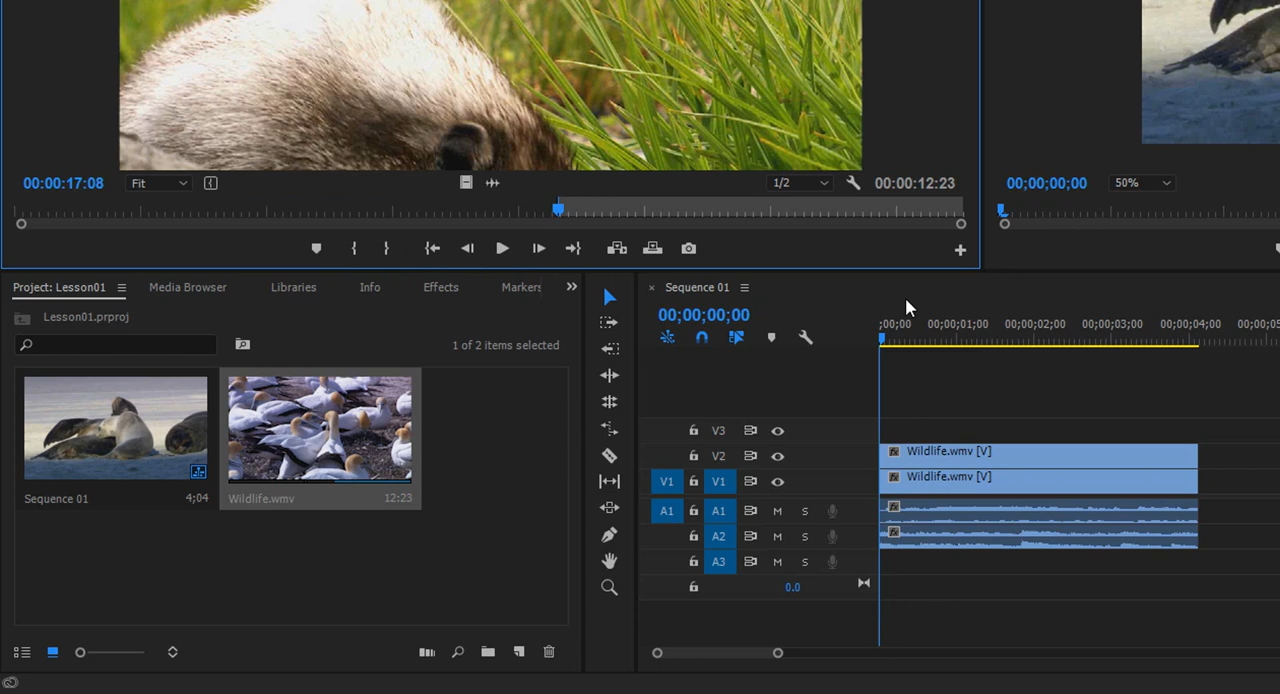 00:00:17:08 Fit 1/2 00:00:12:23
00;00;00;00 50%
Project: Lesson01 Media Browser Libraries Info Effects Markers
Lesson01.prproj
1 of 2 items selected
Sequence 01 4;04
Wildlife.wmv 12:23
× Sequence 01
00;00;00;00
;00;00 00;00;01;00 00;00;02;00 00;00;03;00 00;00;04;00 00;00;05
V3
V2 fx Wildlife.wmv [V]
V1 V1 fx Wildlife.wmv [V]
A1 A1 M S fx
A2 M S fx
A3 M S
0.0